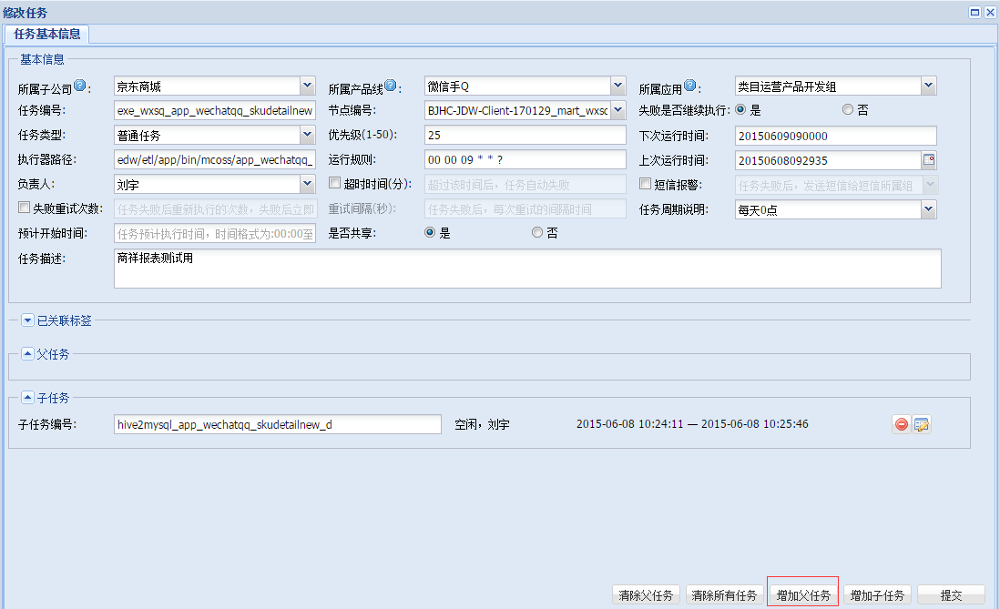 修改任务
任务基本信息
基本信息
所属子公司?: 京东商城 所属产品线?: 微信手Q 所属应用?: 类目运营产品开发组
任务编号: exe_wxsq_app_wechatqq_skudetailnew 节点编号: BJHC-JDW-Client-170129_mart_wxsc 失败是否继续执行: 是 否
任务类型: 普通任务 优先级(1-50): 25 下次运行时间: 20150609090000
执行器路径: edw/etl/app/bin/mcoss/app_wechatqq_ 运行规则: 00 00 09 * * ? 上次运行时间: 20150608092935
负责人: 刘宇 超时时间(分): 超过该时间后，任务自动失败 短信报警: 任务失败后，发送短信给短信所属组
失败重试次数: 任务失败后重新执行的次数，失败后立即 重试间隔(秒): 任务失败后，每次重试的间隔时间 任务周期说明: 每天0点
预计开始时间: 任务预计执行时间，时间格式为:00:00至 是否共享: 是 否
任务描述: 商祥报表测试用
已关联标签
父任务
子任务
子任务编号: hive2mysql_app_wechatqq_skudetailnew_d 空闲，刘宇 2015-06-08 10:24:11 — 2015-06-08 10:25:46
清除父任务 清除所有任务 增加父任务 增加子任务 提交